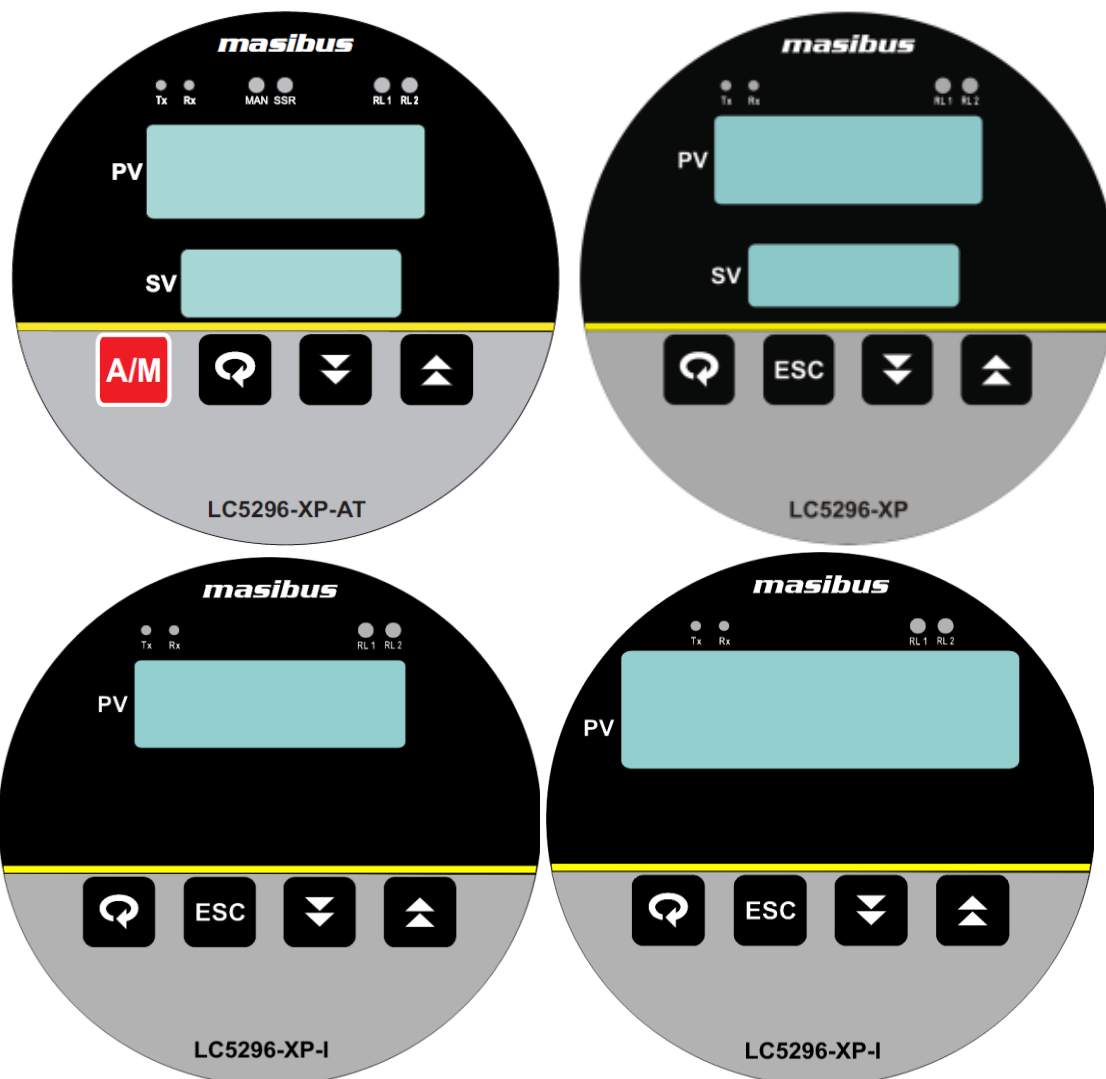 masibus
Tx Rx MAN SSR RL 1 RL 2
PV
SV
A/M
LC5296-XP-AT
masibus
Tx Rx RL 1 RL 2
PV
SV
ESC
LC5296-XP
masibus
Tx Rx RL 1 RL 2
PV
ESC
LC5296-XP-I
masibus
Tx Rx RL 1 RL 2
PV
ESC
LC5296-XP-I